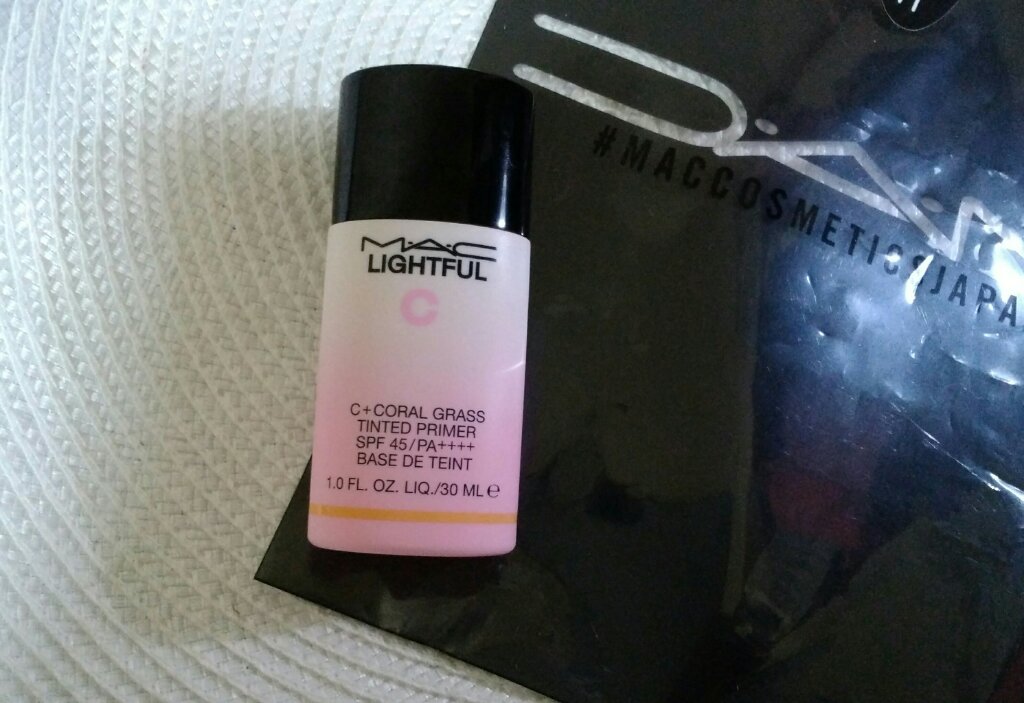 M·A·C
LIGHTFUL
C
C+CORAL GRASS
TINTED PRIMER
SPF 45/PA++++
BASE DE TEINT
1.0 FL. OZ. LIQ./30 ML ℮
#MACCOSMETICSJAPA